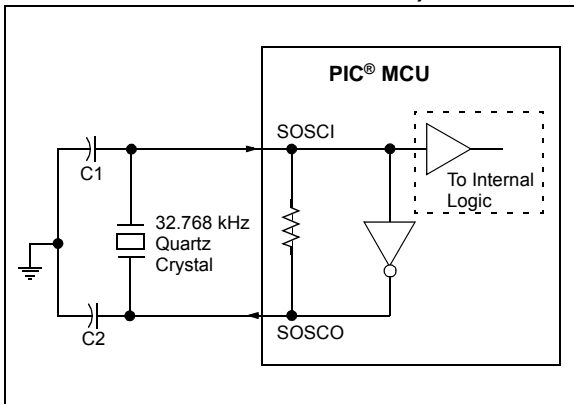 PIC® MCU
SOSCI
C1
To Internal
Logic
32.768 kHz
Quartz
Crystal
C2
SOSCO